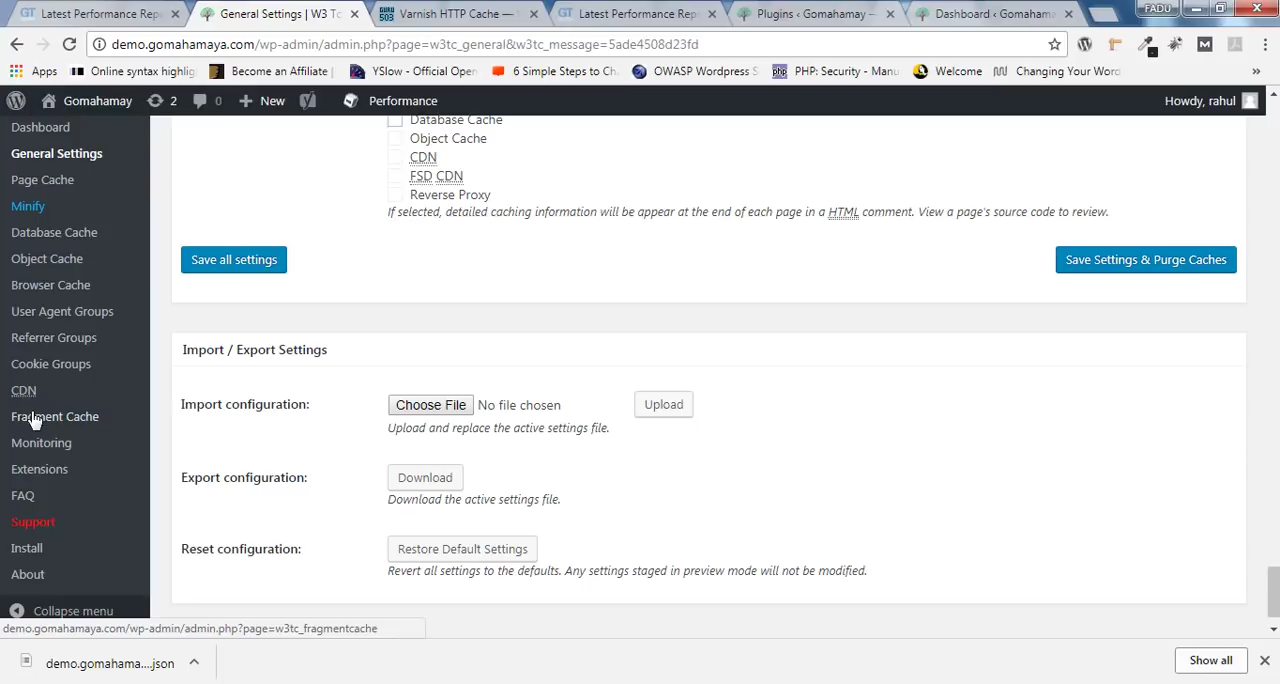 Latest Performance Rep
General Settings ‹ W3 Tc
Varnish HTTP Cache —
Latest Performance Rep
Plugins ‹ Gomahamay —
Dashboard ‹ Gomahama
FADU
demo.gomahamaya.com/wp-admin/admin.php?page=w3tc_general&w3tc_message=5ade4508d23fd
Apps
Online syntax highlig
Become an Affiliate
YSlow - Official Open
6 Simple Steps to Ch
OWASP Wordpress S
PHP: Security - Manu
Welcome
Changing Your Word
Gomahamay 2 0 New Performance Howdy, rahul
Dashboard
General Settings
Page Cache
Minify
Database Cache
Object Cache
Browser Cache
User Agent Groups
Referrer Groups
Cookie Groups
CDN
Fragment Cache
Monitoring
Extensions
FAQ
Support
Install
About
Collapse menu
Database Cache
Object Cache
CDN
FSD CDN
Reverse Proxy
If selected, detailed caching information will be appear at the end of each page in a HTML comment. View a page's source code to review.
Save all settings
Save Settings & Purge Caches
Import / Export Settings
Import configuration:
Choose File No file chosen
Upload
Upload and replace the active settings file.
Export configuration:
Download
Download the active settings file.
Reset configuration:
Restore Default Settings
Revert all settings to the defaults. Any settings staged in preview mode will not be modified.
demo.gomahamaya.com/wp-admin/admin.php?page=w3tc_fragmentcache
demo.gomahama....json
Show all